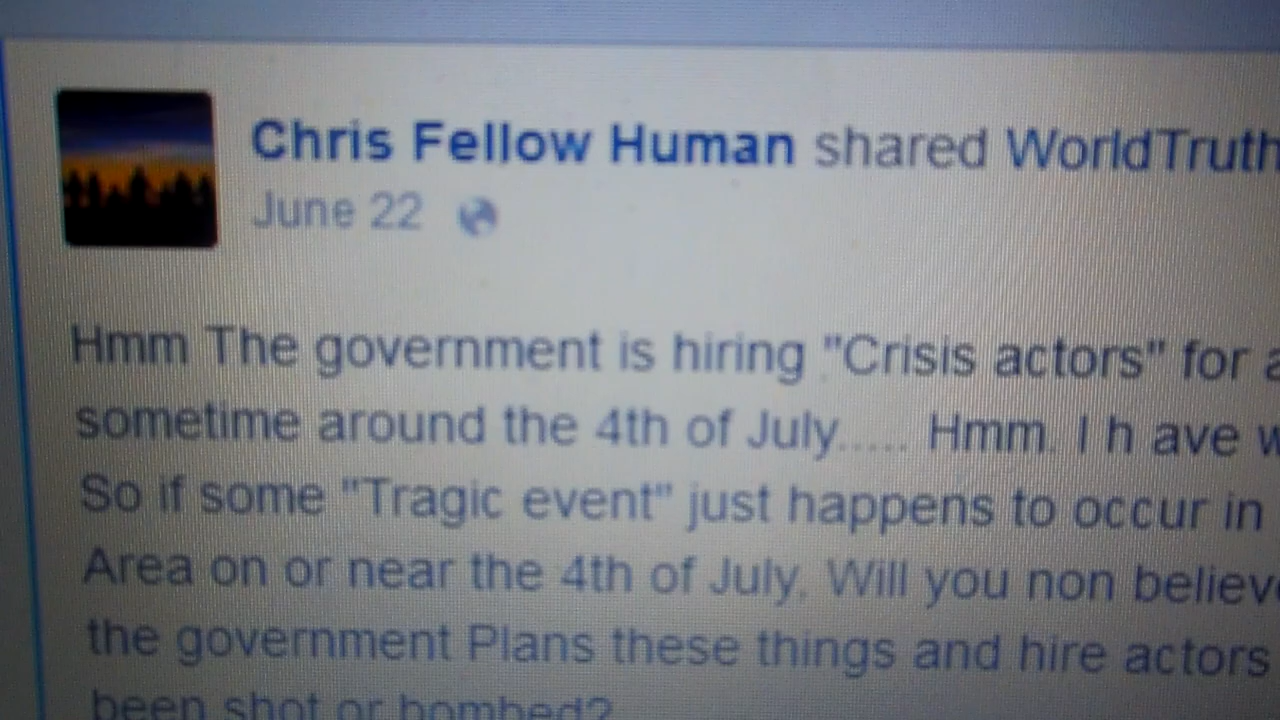 Chris Fellow Human shared WorldTruth
June 22
Hmm The government is hiring "Crisis actors" for a
sometime around the 4th of July..... Hmm. I h ave w
So if some "Tragic event" just happens to occur in
Area on or near the 4th of July. Will you non believe
the government Plans these things and hire actors
been shot or bombed?